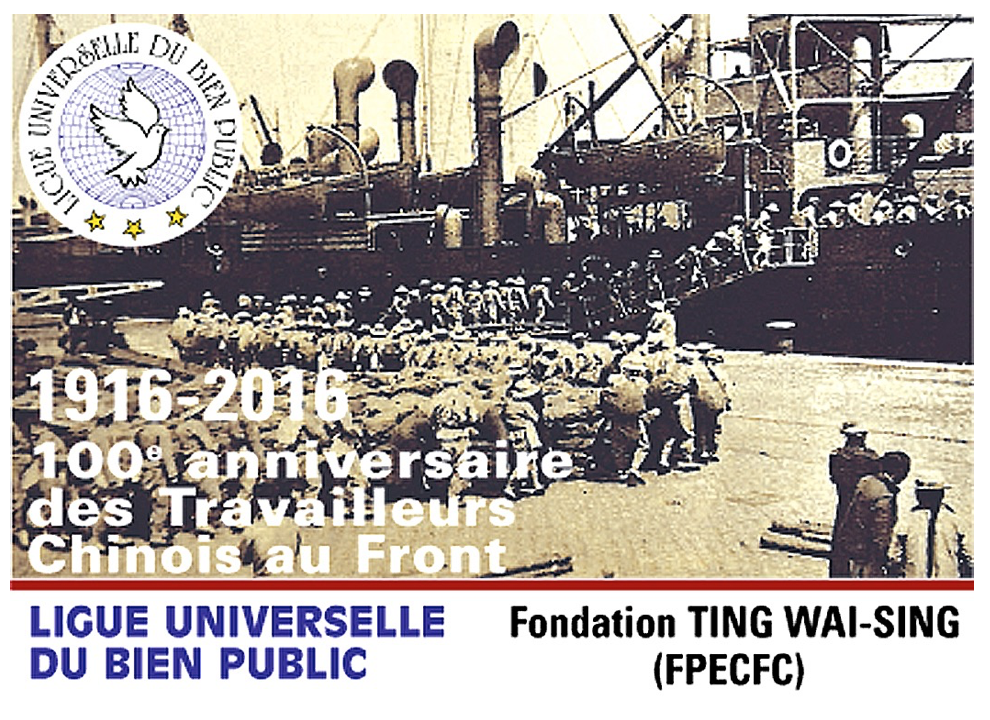 LIGUE UNIVERSELLE DU BIEN PUBLIC
1916-2016
100e anniversaire
des Travailleurs
Chinois au Front
LIGUE UNIVERSELLE
DU BIEN PUBLIC
Fondation TING WAI-SING
(FPECFC)